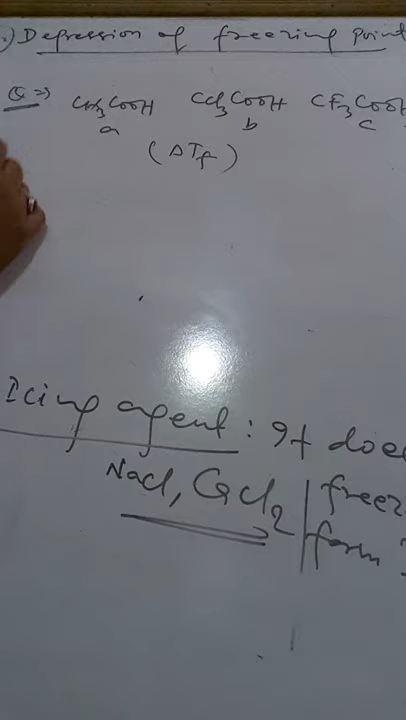 Depression of freezing point
Q ⇒ CH3COOH CCl3COOH CF3COOH
a b c
(ΔTf)
Icing agent : It does
NaCl, CaCl2 | freez
form